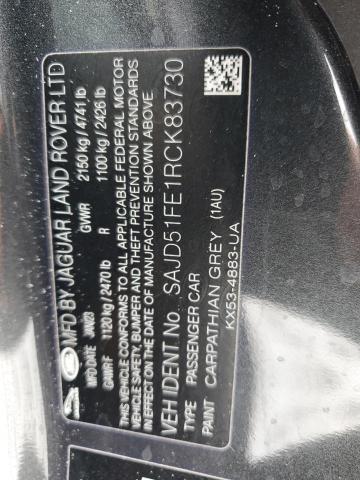 MFD BY JAGUAR LAND ROVER LTD
MFD DATE JAN/23 GVWR 2150 kg / 4741 lb
GAWR F 1120 kg / 2470 lb R 1100 kg / 2426 lb
THIS VEHICLE CONFORMS TO ALL APPLICABLE FEDERAL MOTOR
VEHICLE SAFETY, BUMPER AND THEFT PREVENTION STANDARDS
IN EFFECT ON THE DATE OF MANUFACTURE SHOWN ABOVE.
VEH IDENT No. SAJD51FE1RCK83730
TYPE PASSENGER CAR
PAINT CARPATHIAN GREY (1AU)
KX53-4883-UA